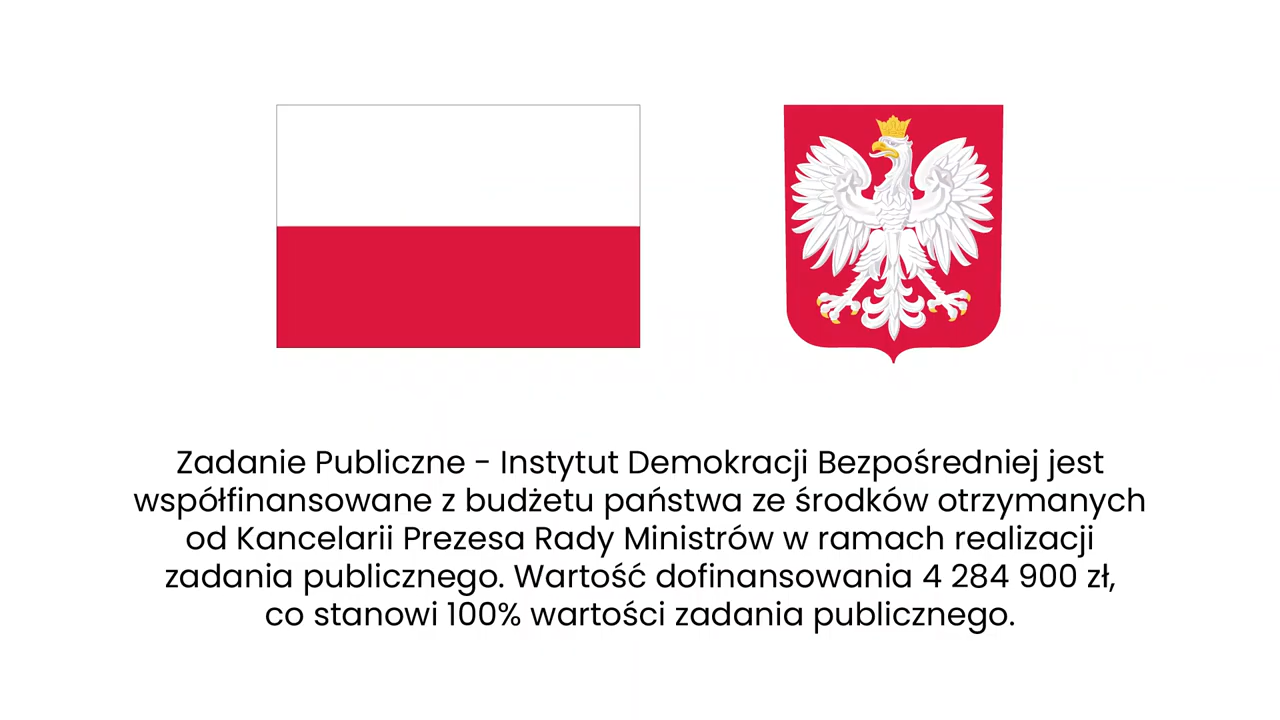 Zadanie Publiczne - Instytut Demokracji Bezpośredniej jest
współfinansowane z budżetu państwa ze środków otrzymanych
od Kancelarii Prezesa Rady Ministrów w ramach realizacji
zadania publicznego. Wartość dofinansowania 4 284 900 zł,
co stanowi 100% wartości zadania publicznego.